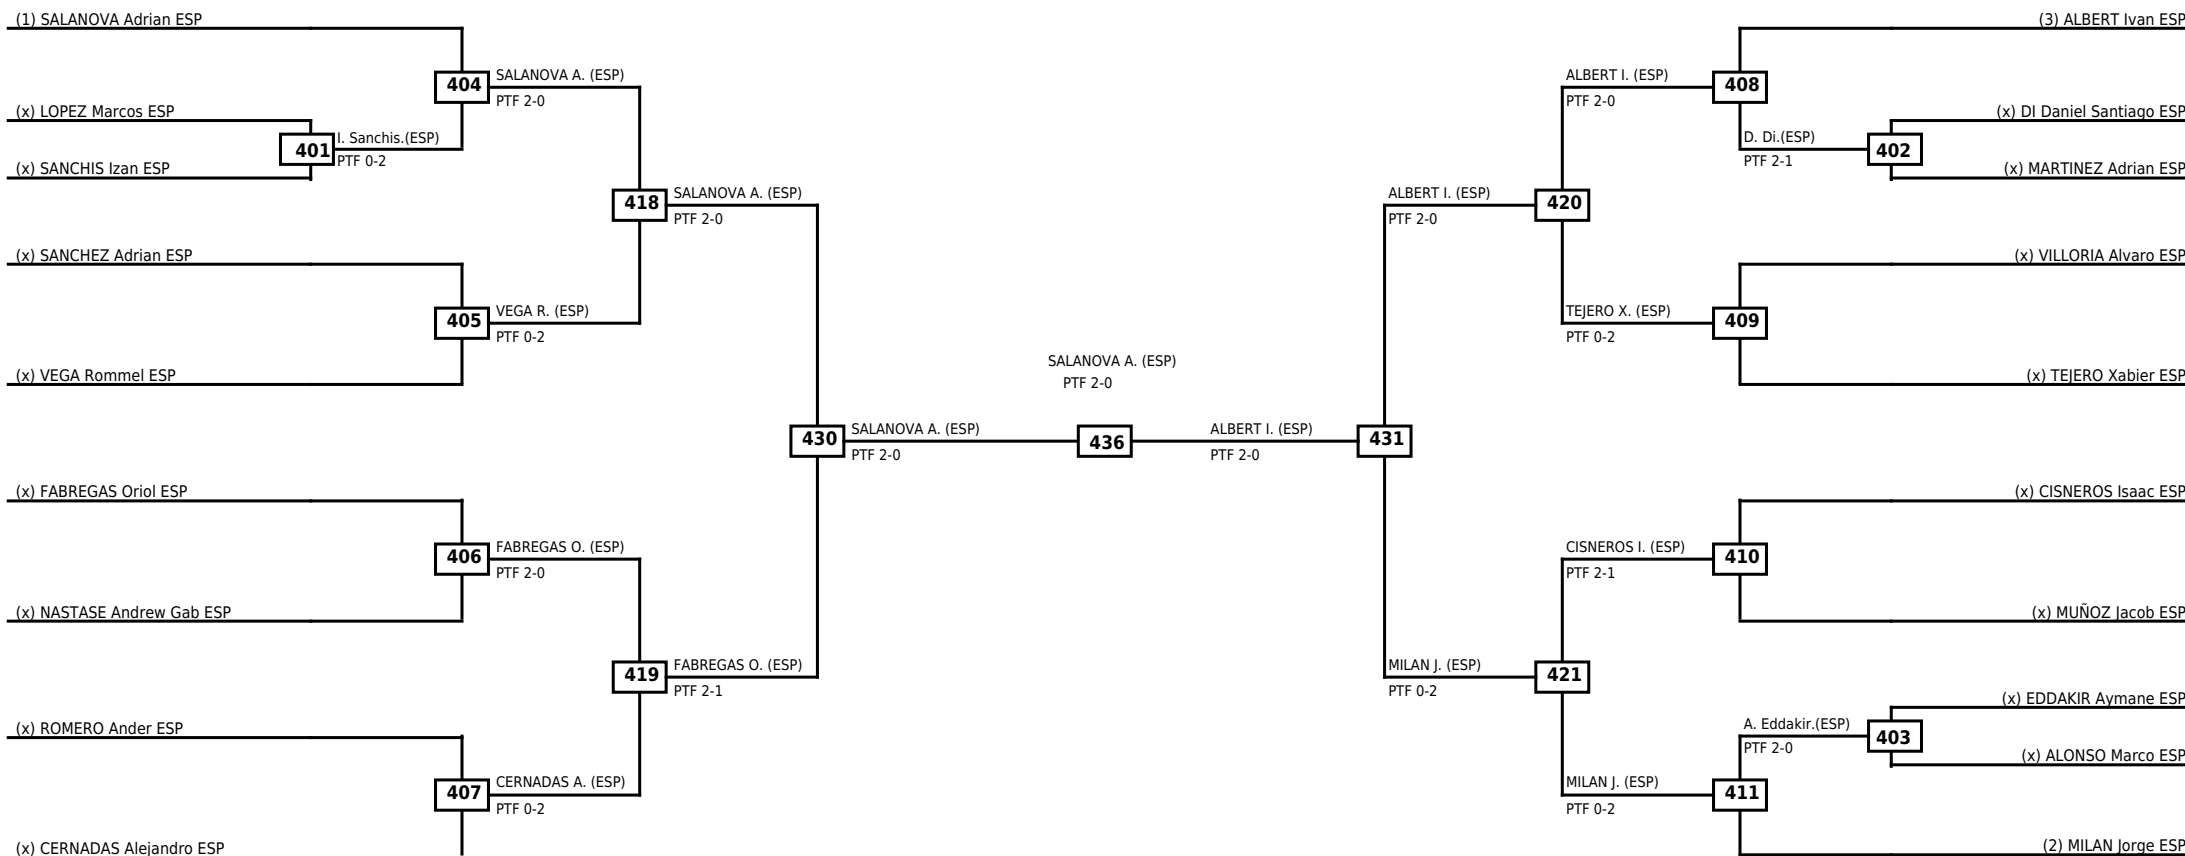 (1) SALANOVA Adrian ESP
(3) ALBERT Ivan ESP
404
SALANOVA A. (ESP)
PTF 2-0
ALBERT I. (ESP)
PTF 2-0
408
(x) LOPEZ Marcos ESP
(x) DI Daniel Santiago ESP
401
I. Sanchis.(ESP)
PTF 0-2
D. Di.(ESP)
PTF 2-1
402
(x) SANCHIS Izan ESP
(x) MARTINEZ Adrian ESP
418
SALANOVA A. (ESP)
PTF 2-0
ALBERT I. (ESP)
PTF 2-0
420
(x) SANCHEZ Adrian ESP
(x) VILLORIA Alvaro ESP
405
VEGA R. (ESP)
PTF 0-2
TEJERO X. (ESP)
PTF 0-2
409
(x) VEGA Rommel ESP
(x) TEJERO Xabier ESP
SALANOVA A. (ESP)
PTF 2-0
430
SALANOVA A. (ESP)
PTF 2-0
436
ALBERT I. (ESP)
PTF 2-0
431
(x) FABREGAS Oriol ESP
(x) CISNEROS Isaac ESP
406
FABREGAS O. (ESP)
PTF 2-0
CISNEROS I. (ESP)
PTF 2-1
410
(x) NASTASE Andrew Gab ESP
(x) MUÑOZ Jacob ESP
419
FABREGAS O. (ESP)
PTF 2-1
MILAN J. (ESP)
PTF 0-2
421
(x) ROMERO Ander ESP
(x) EDDAKIR Aymane ESP
A. Eddakir.(ESP)
PTF 2-0
403
(x) ALONSO Marco ESP
407
CERNADAS A. (ESP)
PTF 0-2
MILAN J. (ESP)
PTF 0-2
411
(x) CERNADAS Alejandro ESP
(2) MILAN Jorge ESP